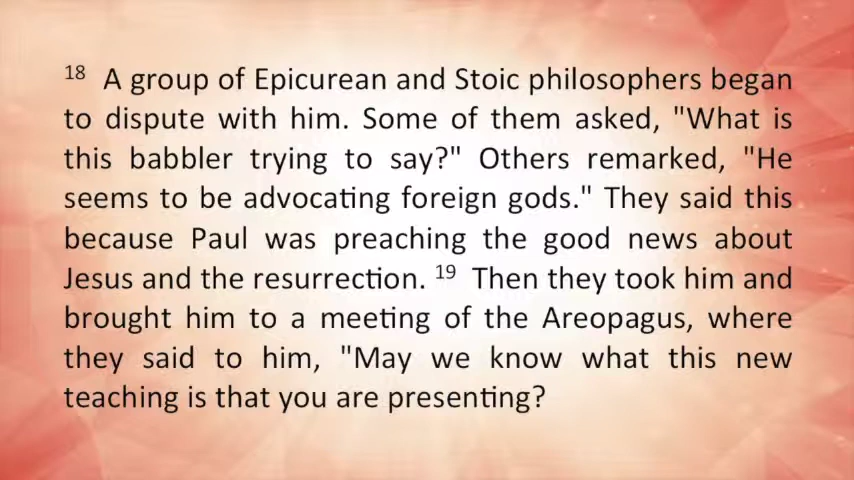 18 A group of Epicurean and Stoic philosophers began
to dispute with him. Some of them asked, "What is
this babbler trying to say?" Others remarked, "He
seems to be advocating foreign gods." They said this
because Paul was preaching the good news about
Jesus and the resurrection. 19 Then they took him and
brought him to a meeting of the Areopagus, where
they said to him, "May we know what this new
teaching is that you are presenting?